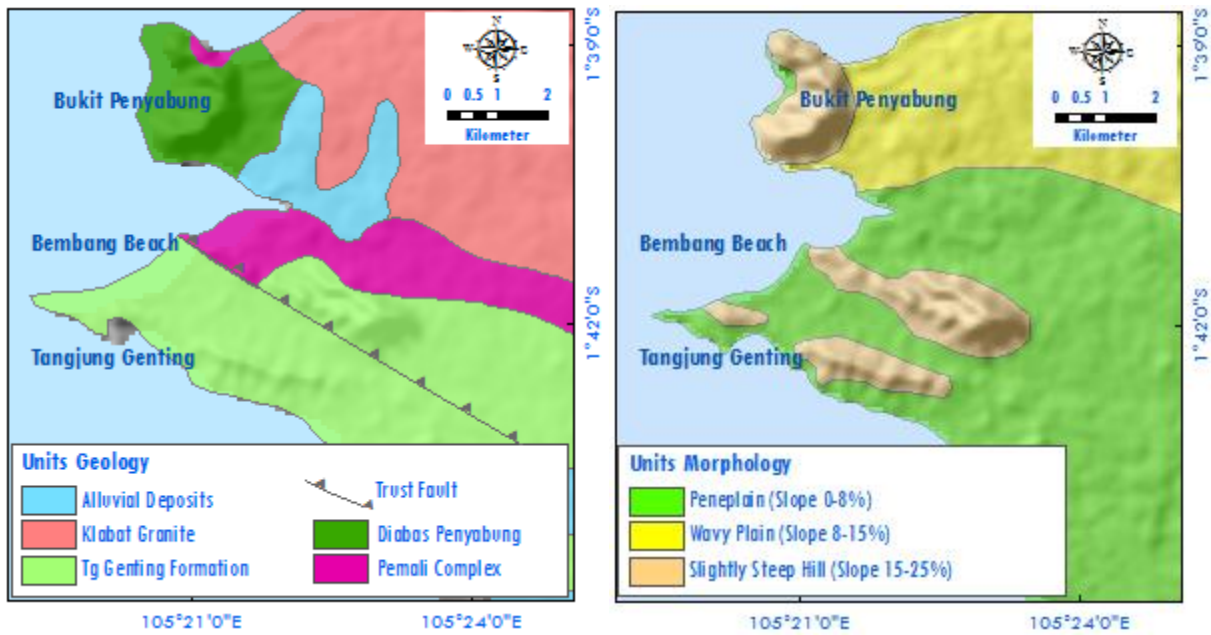 N
W
E
S
0 0.5 1 2
Kilometer
1°39'0"S
Bukit Penyabung
Bembang Beach
1°42'0"S
Tangjung Genting
Units Geology
Alluvial Deposits
Trust Fault
Klabat Granite
Diabas Penyabung
Tg Genting Formation
Pemali Complex
105°21'0"E
105°24'0"E
N
W
E
S
0 0.5 1 2
Kilometer
1°39'0"S
Bukit Penyabung
Bembang Beach
1°42'0"S
Tangjung Genting
Units Morphology
Peneplain (Slope 0-8%)
Wavy Plain (Slope 8-15%)
Slightly Steep Hill (Slope 15-25%)
105°21'0"E
105°24'0"E